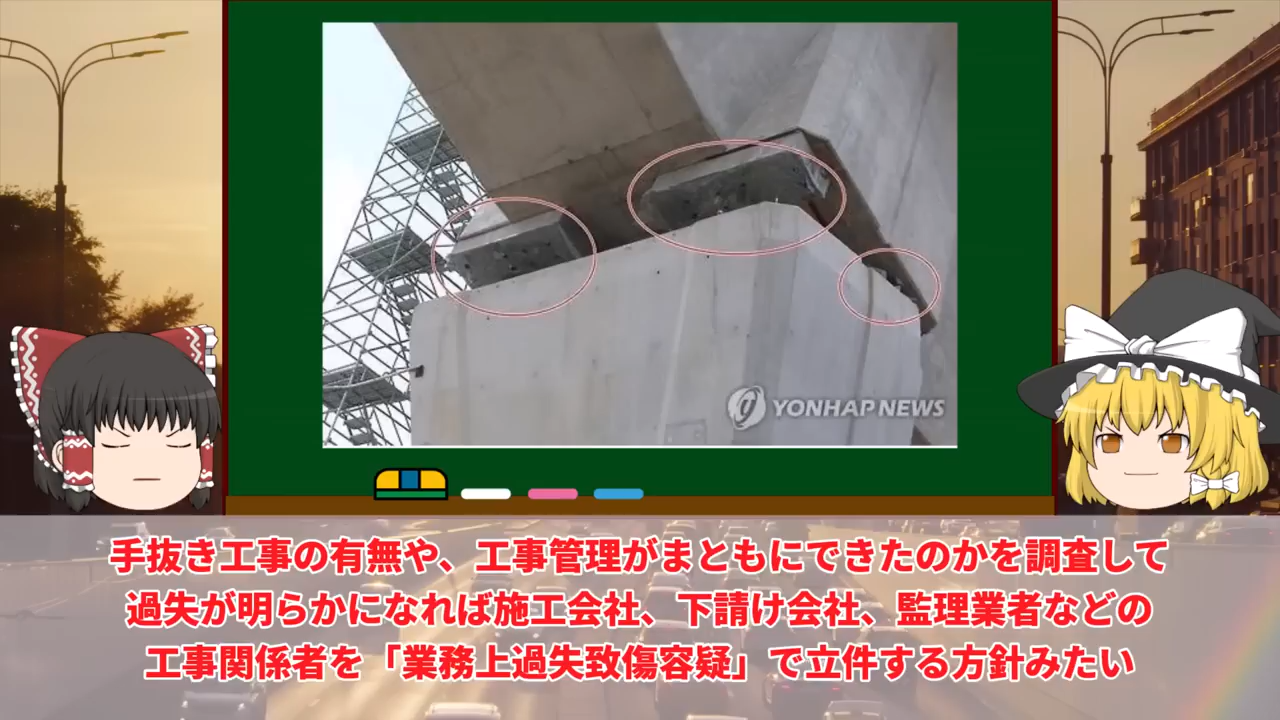 YONHAP NEWS
手抜き工事の有無や、工事管理がまともにできたのかを調査して
過失が明らかになれば施工会社、下請け会社、監理業者などの
工事関係者を「業務上過失致傷容疑」で立件する方針みたい